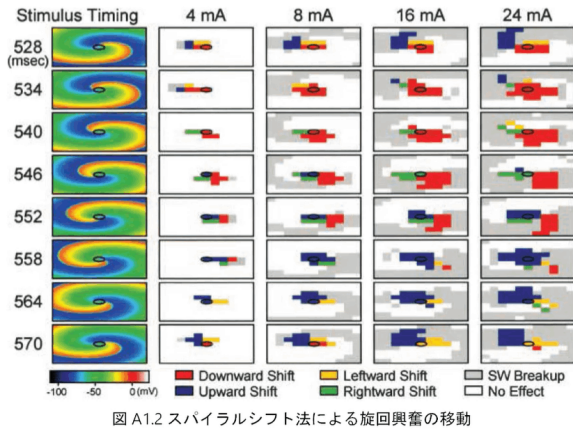 Stimulus Timing 4 mA 8 mA 16 mA 24 mA
528
(msec)
534
540
546
552
558
564
570
-100 -50 0 (mV)
Downward Shift Leftward Shift SW Breakup
Upward Shift Rightward Shift No Effect
図 A1.2 スパイラルシフト法による旋回興奮の移動